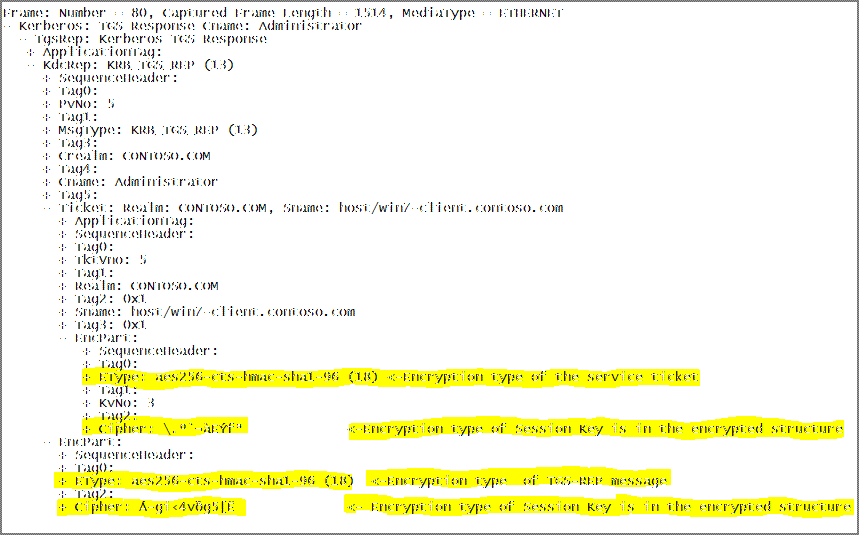 Frame: Number = 80, Captured Frame Length = 1514, MediaType = ETHERNET
- Kerberos: TGS Response Cname: Administrator
- TgsRep: Kerberos TGS Response
+ ApplicationTag:
- KdcRep: KRB_TGS_REP (13)
+ SequenceHeader:
+ Tag0:
+ PvNo: 5
+ Tag1:
+ MsgType: KRB_TGS_REP (13)
+ Tag3:
+ Crealm: CONTOSO.COM
+ Tag4:
+ Cname: Administrator
+ Tag5:
- Ticket: Realm: CONTOSO.COM, Sname: host/win7-client.contoso.com
+ ApplicationTag:
+ SequenceHeader:
+ Tag0:
+ TktVno: 5
+ Tag1:
+ Realm: CONTOSO.COM
+ Tag2: 0x1
+ Sname: host/win7-client.contoso.com
+ Tag3: 0x1
- EncPart:
+ SequenceHeader:
+ Tag0:
+ EType: aes256-cts-hmac-sha1-96 (18) <-Encryption type of the service ticket
+ Tag1:
+ KvNo: 3
+ Tag2:
+ Cipher: <-Encryption type of Session Key is in the encrypted structure
- EncPart:
+ SequenceHeader:
+ Tag0:
+ EType: aes256-cts-hmac-sha1-96 (18) <-Encryption type of TGS-REP message
+ Tag2:
+ Cipher: <- Encryption type of Session Key is in the encrypted structure